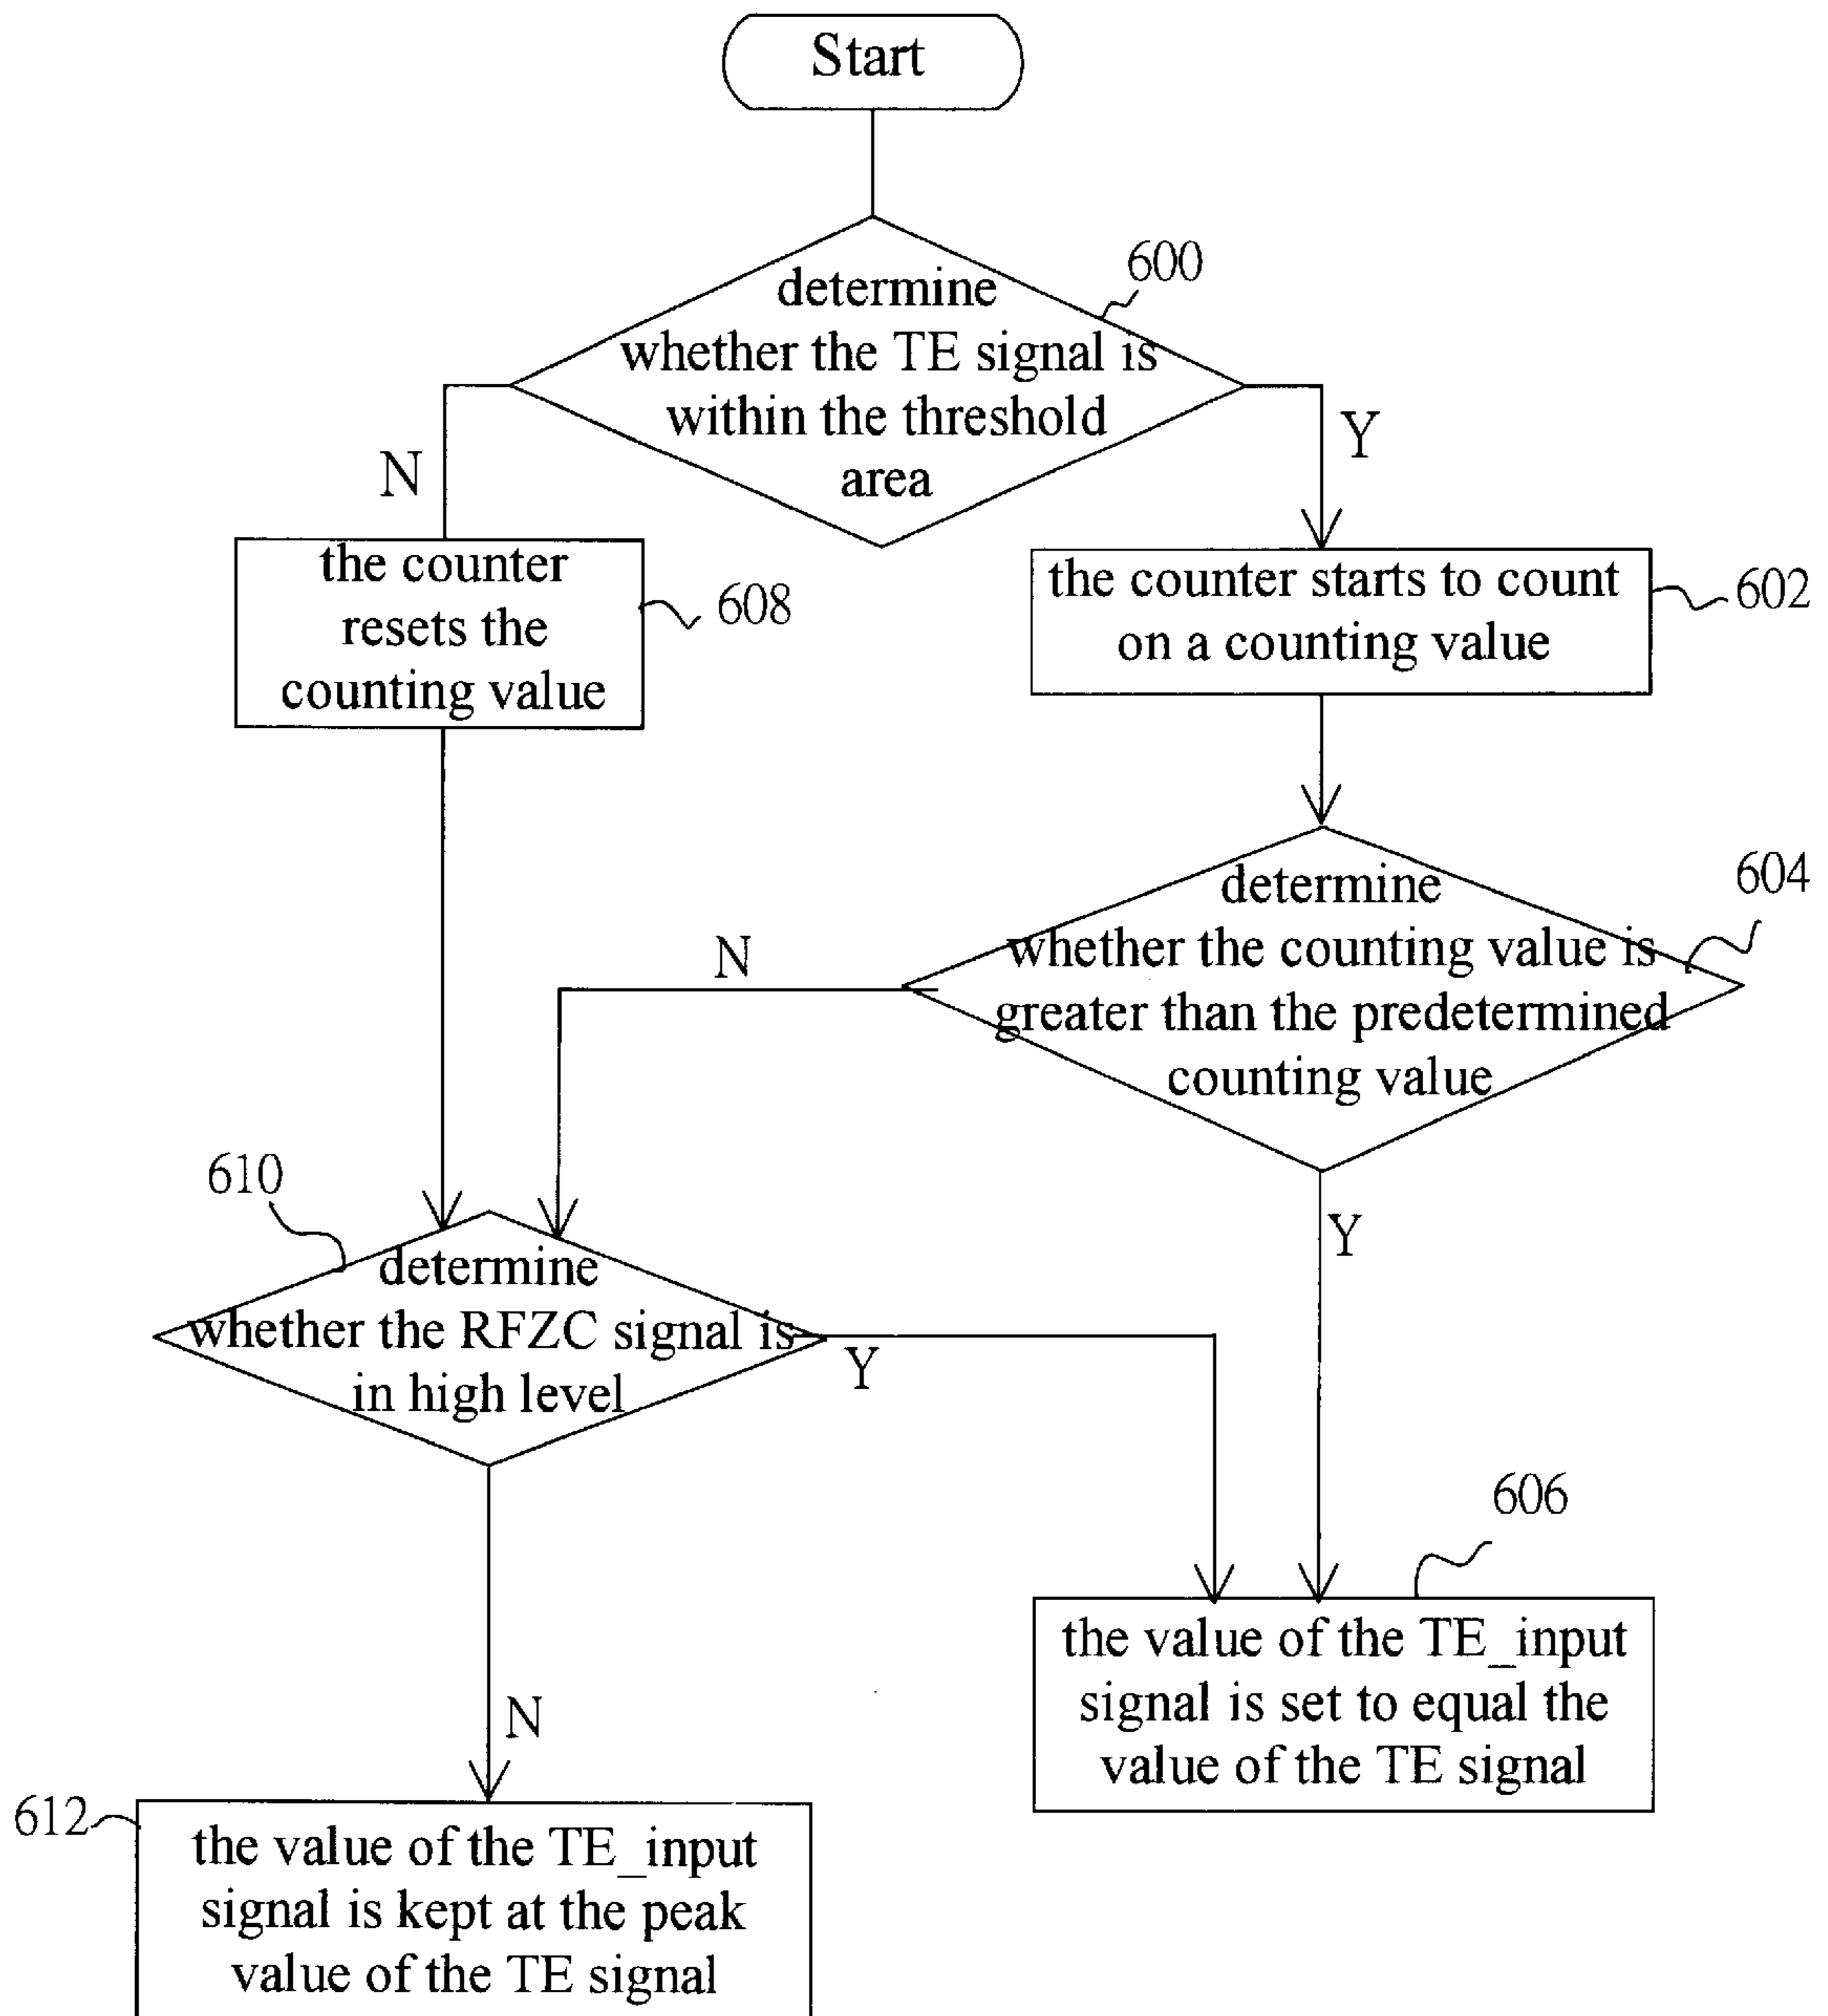 Start
determine
whether the TE signal is
within the threshold
area
600
N
Y
the counter
resets the
counting value
608
the counter starts to count
on a counting value
602
determine
whether the counting value is
greater than the predetermined
counting value
604
N
Y
610
determine
whether the RFZC signal is
in high level
Y
N
606
the value of the TE_input
signal is set to equal the
value of the TE signal
612
the value of the TE_input
signal is kept at the peak
value of the TE signal